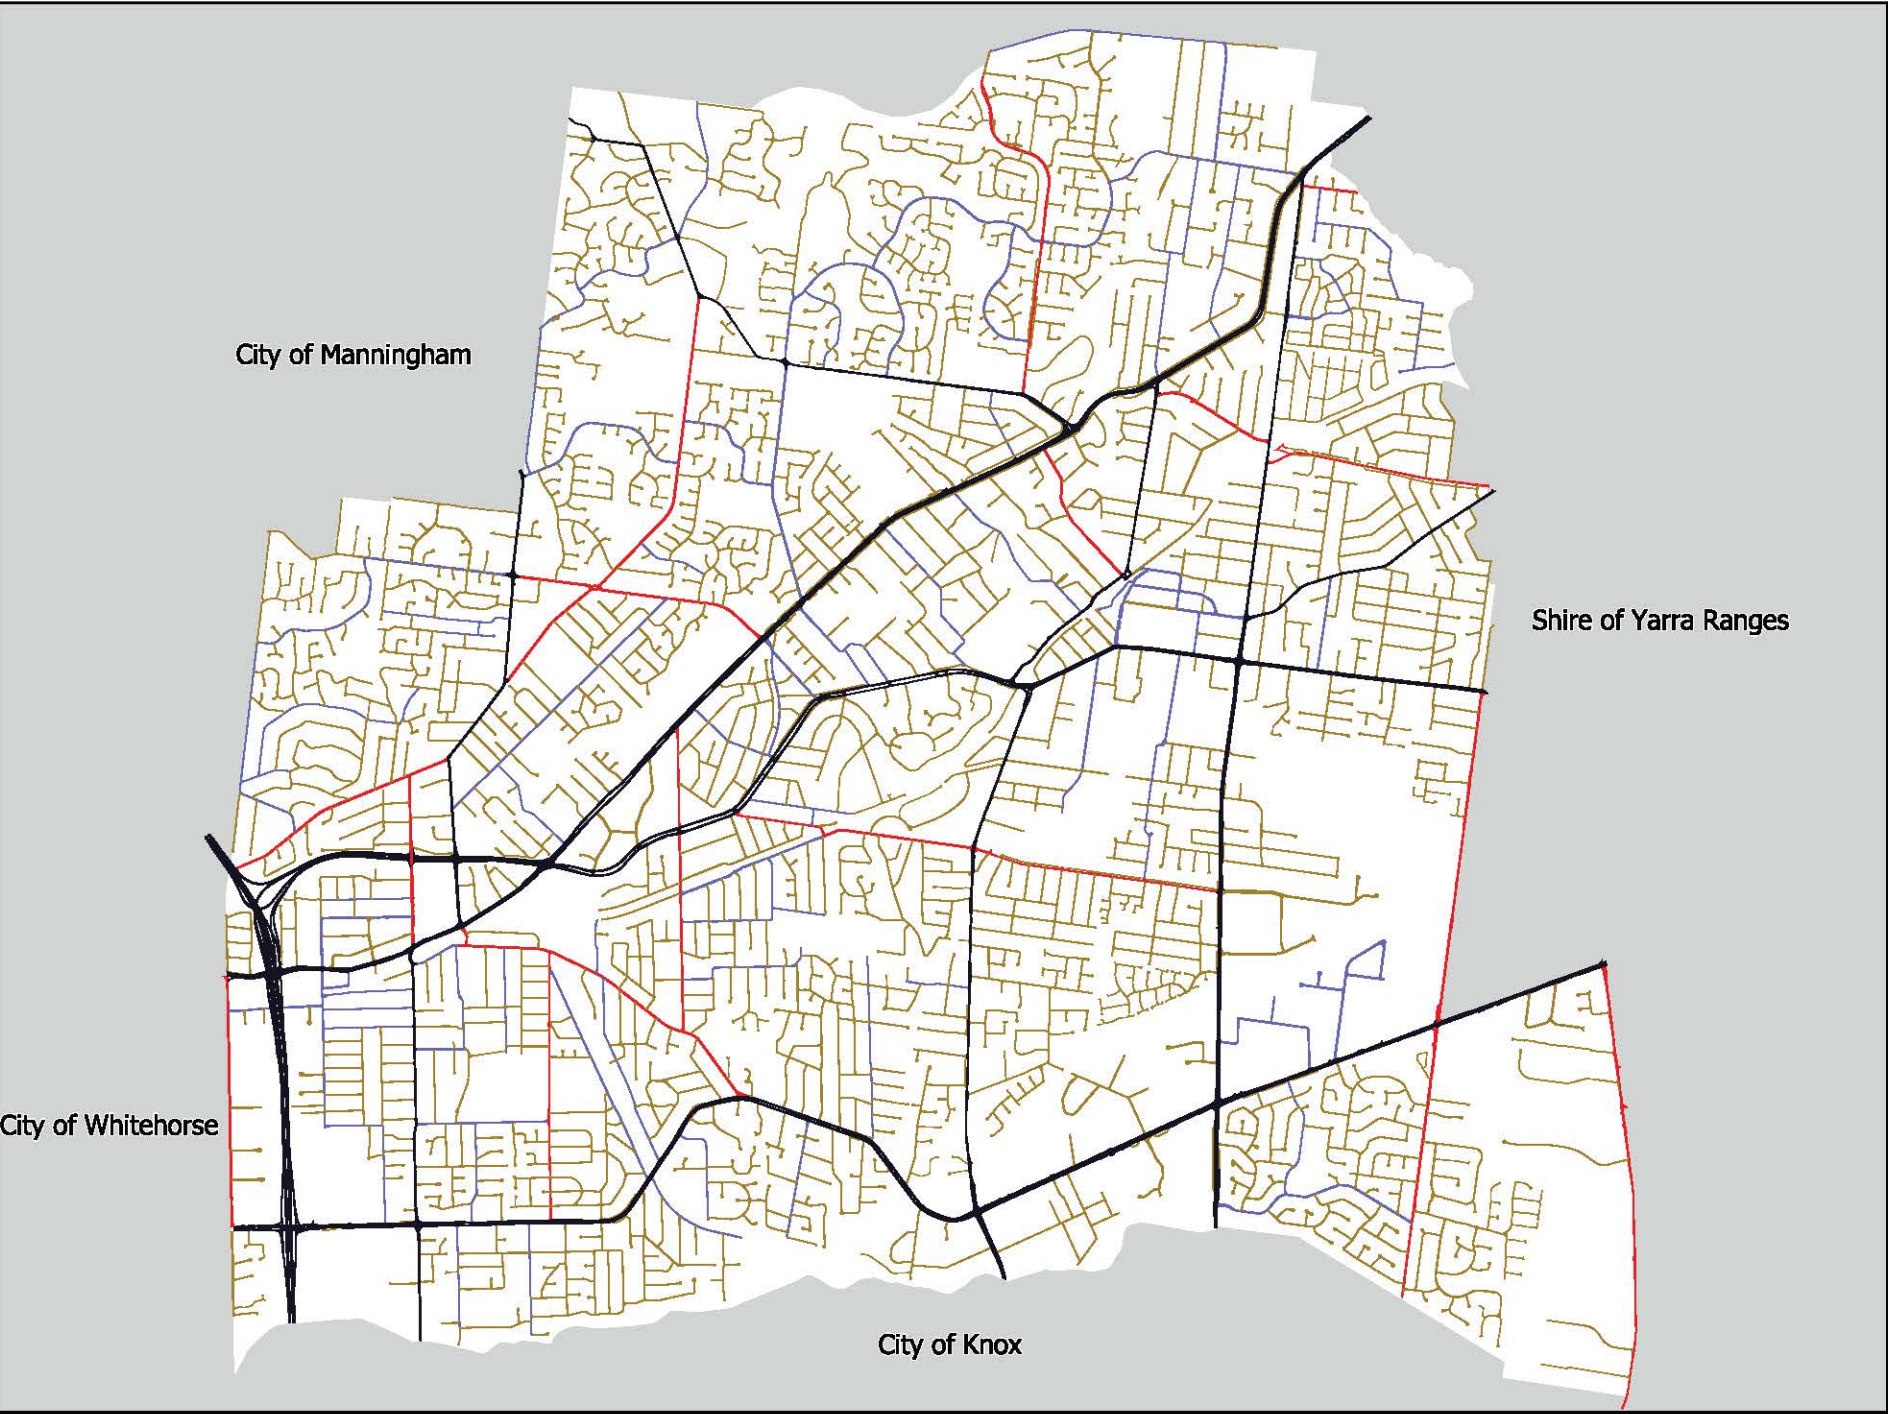 City of Manningham
Shire of Yarra Ranges
City of Whitehorse
City of Knox